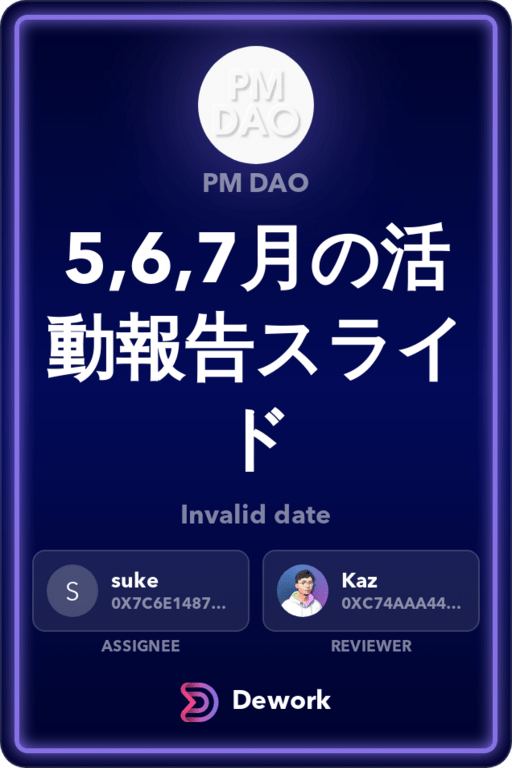 PM
DAO
PM DAO
5,6,7月の活
動報告スライ
ド
Invalid date
S
suke
0X7C6E1487...
Kaz
0XC74AAA44...
ASSIGNEE
REVIEWER
Dework